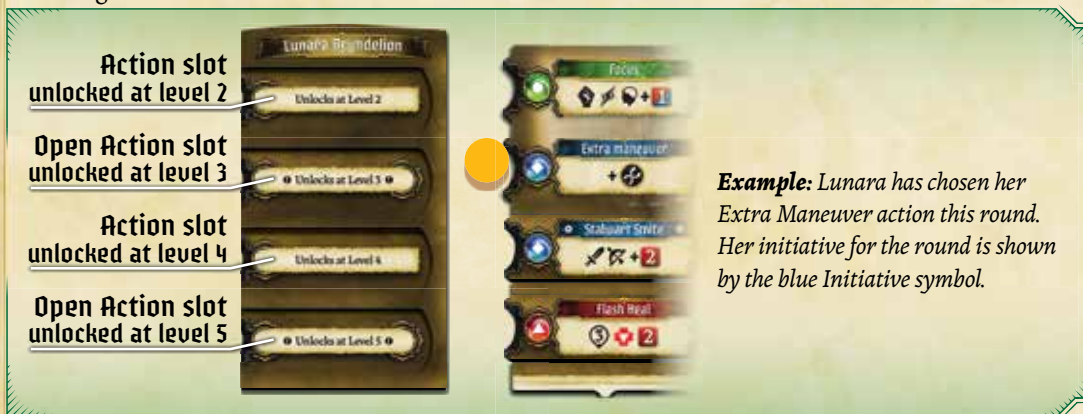 Action slot
unlocked at level 2
Open Action slot
unlocked at level 3
Action slot
unlocked at level 4
Open Action slot
unlocked at level 5
Lunara Brundelion
Unlocks at Level 2
Unlocks at Level 3
Unlocks at Level 4
Unlocks at Level 5
Focus
+1
Extra maneuver
+
Stalwart Smite
+2
Flash Heal
3 2
Example: Lunara has chosen her
Extra Maneuver action this round.
Her initiative for the round is shown
by the blue Initiative symbol.